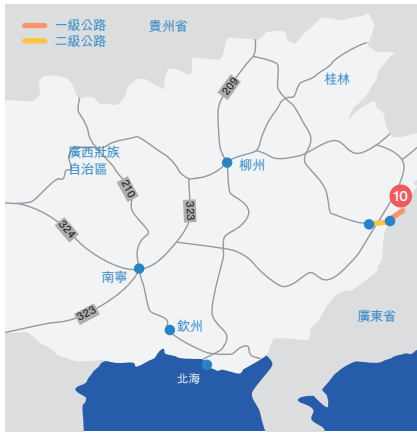 一級公路
二級公路
貴州省
209
桂林
廣西壯族
自治區
柳州
210
323
10
324
南寧
323
欽州
廣東省
北海